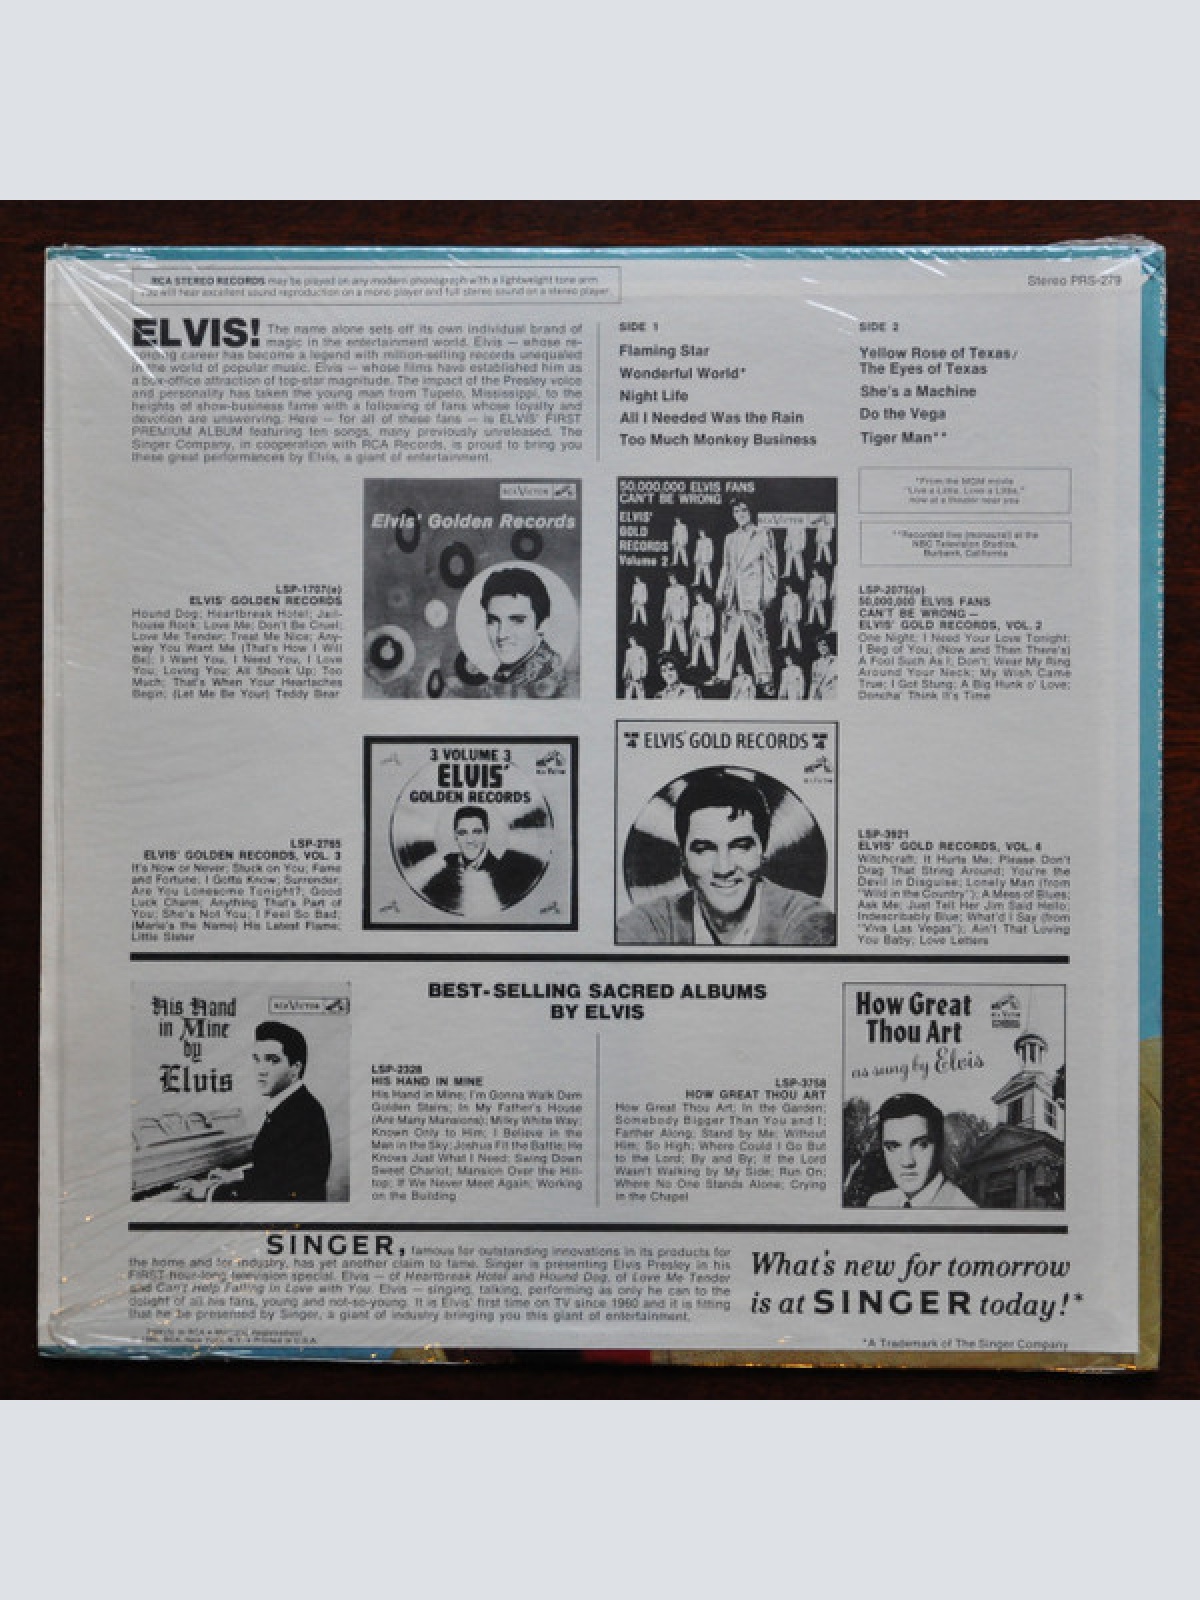 RCA STEREO RECORDS may be played on any modern phonograph with a lightweight tone arm.
You will hear excellent sound reproduction on a mono player and full stereo sound on a stereo player.
Stereo PRS-279
ELVIS! The name alone sets off its own individual brand of
magic in the entertainment world. Elvis — whose re-
cording career has become a legend with million-selling records unequaled
in the world of popular music. Elvis — whose films have established him as
a box-office attraction of top-star magnitude. The impact of the Presley voice
and personality has taken the young man from Tupelo, Mississippi, to the
heights of show-business fame with a following of fans whose loyalty and
devotion are unswerving. Here — for all of these fans — is ELVIS' FIRST
PREMIUM ALBUM featuring ten songs, many previously unreleased. The
Singer Company, in cooperation with RCA Records, is proud to bring you
these great performances by Elvis, a giant of entertainment.
SIDE 1
Flaming Star
Wonderful World*
Night Life
All I Needed Was the Rain
Too Much Monkey Business
SIDE 2
Yellow Rose of Texas/
The Eyes of Texas
She's a Machine
Do the Vega
Tiger Man**
*From the MGM movie
"Live a Little, Love a Little,"
now at a theater near you
**Recorded live (monaural) at the
NBC Television Studios,
Burbank, California
RCA VICTOR
Elvis' Golden Records
LSP-1707(e)
ELVIS' GOLDEN RECORDS
Hound Dog; Heartbreak Hotel; Jail-
house Rock; Love Me; Don't Be Cruel;
Love Me Tender; Treat Me Nice; Any-
way You Want Me (That's How I Will
Be); I Want You, I Need You, I Love
You; Loving You; All Shook Up; Too
Much; That's When Your Heartaches
Begin; (Let Me Be Your) Teddy Bear
50,000,000 ELVIS FANS
CAN'T BE WRONG
ELVIS'
GOLD
RECORDS
Volume 2
RCA VICTOR
LSP-2075(e)
50,000,000 ELVIS FANS
CAN'T BE WRONG —
ELVIS' GOLD RECORDS, VOL. 2
One Night; I Need Your Love Tonight;
I Beg of You; (Now and Then There's)
A Fool Such As I; Don't; Wear My Ring
Around Your Neck; My Wish Came
True; I Got Stung; A Big Hunk o' Love;
Doncha' Think It's Time
3 VOLUME 3
ELVIS'
GOLDEN RECORDS
RCA VICTOR
LSP-2765
ELVIS' GOLDEN RECORDS, VOL. 3
It's Now or Never; Stuck on You; Fame
and Fortune; I Gotta Know; Surrender;
Are You Lonesome Tonight?; Good
Luck Charm; Anything That's Part of
You; She's Not You; I Feel So Bad;
(Marie's the Name) His Latest Flame;
Little Sister
4 ELVIS' GOLD RECORDS 4
LSP-3921
ELVIS' GOLD RECORDS, VOL. 4
Witchcraft; It Hurts Me; Please Don't
Drag That String Around; You're the
Devil in Disguise; Lonely Man (from
"Wild in the Country"); A Mess of Blues;
Ask Me; Just Tell Her Jim Said Hello;
Indescribably Blue; What'd I Say (from
"Viva Las Vegas"); Ain't That Loving
You Baby; Love Letters
BEST-SELLING SACRED ALBUMS
BY ELVIS
His Hand
in Mine
by
Elvis
RCA VICTOR
LSP-2328
HIS HAND IN MINE
His Hand in Mine; I'm Gonna Walk Dem
Golden Stairs; In My Father's House
(Are Many Mansions); Milky White Way;
Known Only to Him; I Believe in the
Man in the Sky; Joshua Fit the Battle; He
Knows Just What I Need; Swing Down
Sweet Chariot; Mansion Over the Hill-
top; If We Never Meet Again; Working
on the Building
LSP-3758
HOW GREAT THOU ART
How Great Thou Art; In the Garden;
Somebody Bigger Than You and I;
Farther Along; Stand by Me; Without
Him; So High; Where Could I Go But
to the Lord; By and By; If the Lord
Wasn't Walking by My Side; Run On;
Where No One Stands Alone; Crying
in the Chapel
How Great
Thou Art
as sung by Elvis
RCA VICTOR
SINGER, famous for outstanding innovations in its products for
the home and for industry, has yet another claim to fame. Singer is presenting Elvis Presley in his
FIRST hour-long television special. Elvis — of Heartbreak Hotel and Hound Dog, of Love Me Tender
and Can't Help Falling in Love with You. Elvis — singing, talking, performing as only he can to the
delight of all his fans, young and not-so-young. It is Elvis' first time on TV since 1960 and it is fitting
that he be presented by Singer, a giant of industry bringing you this giant of entertainment.
What's new for tomorrow
is at SINGER today!*
*A Trademark of The Singer Company
RCA, New York, N.Y. • Printed in U.S.A.